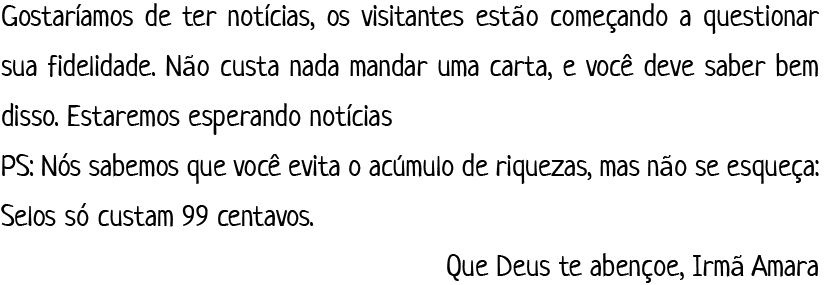 Gostaríamos de ter notícias, os visitantes estão começando a questionar
sua fidelidade. Não custa nada mandar uma carta, e você deve saber bem
disso. Estaremos esperando notícias
PS: Nós sabemos que você evita o acúmulo de riquezas, mas não se esqueça:
Selos só custam 99 centavos.
Que Deus te abençoe, Irmã Amara